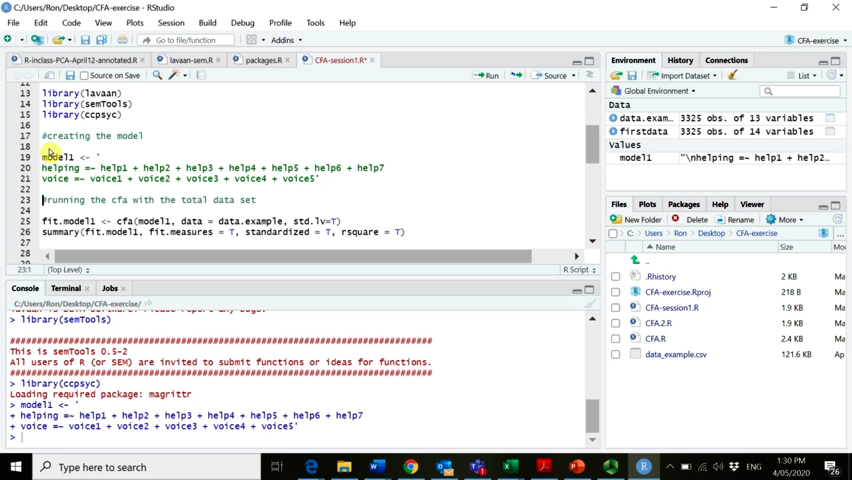 C:/Users/Ron/Desktop/CFA-exercise - RStudio
File Edit Code View Plots Session Build Debug Profile Tools Help
Go to file/function Addins CFA-exercise
R-inclass-PCA-April12-annotated.R lavaan-sem.R packages.R CFA-session1.R*
Source on Save Run Source
12
13 library(lavaan)
14 library(semTools)
15 library(ccpsyc)
16
17 #creating the model
18
19 model1 <- '
20 helping =~ help1 + help2 + help3 + help4 + help5 + help6 + help7
21 voice =~ voice1 + voice2 + voice3 + voice4 + voice5'
22
23 #running the cfa with the total data set
24
25 fit.model1 <- cfa(model1, data = data.example, std.lv=T)
26 summary(fit.model1, fit.measures = T, standardized = T, rsquare = T)
27
28
23:1 (Top Level) R Script
Console Terminal Jobs
C:/Users/Ron/Desktop/CFA-exercise/
> library(semTools)
###############################################################################
This is semTools 0.5-2
All users of R (or SEM) are invited to submit functions or ideas for functions.
###############################################################################
> library(ccpsyc)
Loading required package: magrittr
> model1 <- '
+ helping =~ help1 + help2 + help3 + help4 + help5 + help6 + help7
+ voice =~ voice1 + voice2 + voice3 + voice4 + voice5'
>
Environment History Connections
Import Dataset List
Global Environment
Data
data.exam… 3325 obs. of 13 variables
firstdata 3325 obs. of 14 variables
Values
model1 "\nhelping =~ help1 + help2…
Files Plots Packages Help Viewer
New Folder Delete Rename More
C: Users Ron Desktop CFA-exercise ...
Name Size Mo
..
.Rhistory 2 KB Ma
CFA-exercise.Rproj 218 B Ma
CFA-session1.R 1.9 KB Ma
CFA.2.R 1.9 KB Ma
CFA.R 2.4 KB Ma
data_example.csv 121.6 KB Ap
Type here to search
ENG
1:30 PM
4/05/2020
26